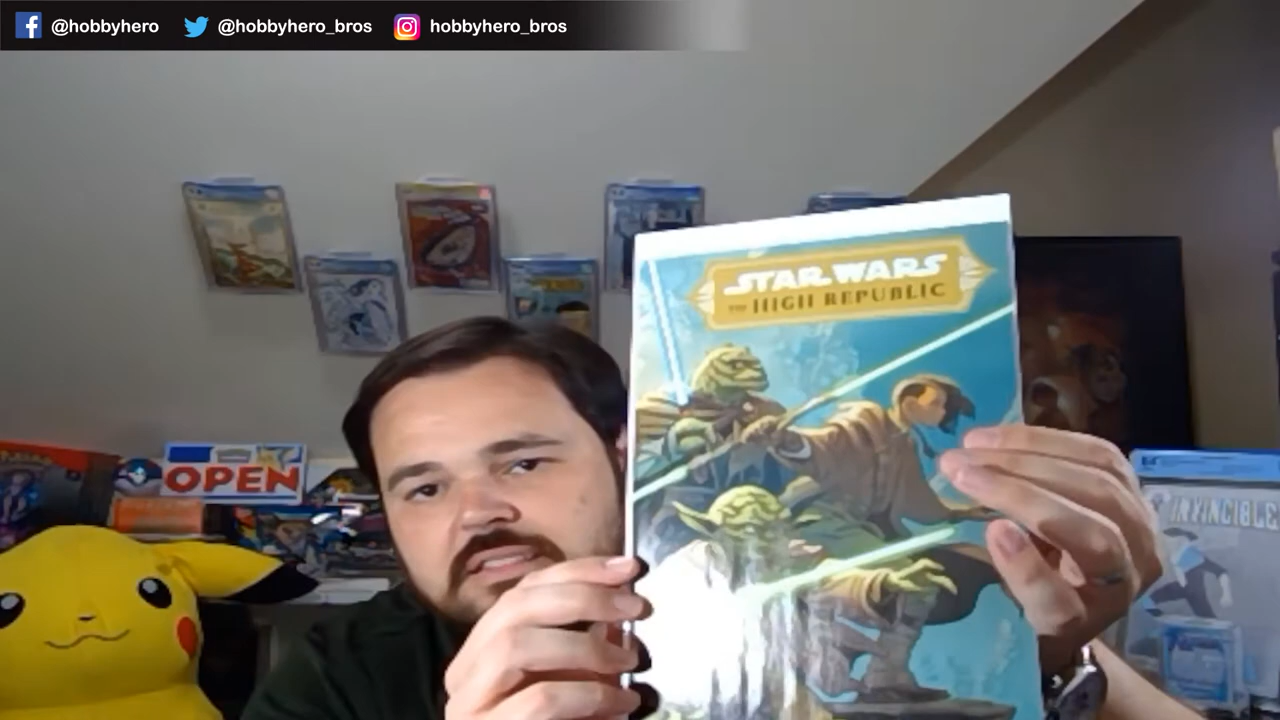 @hobbyhero @hobbyhero_bros hobbyhero_bros
STAR WARS
THE HIGH REPUBLIC
OPEN
INVINCIBLE